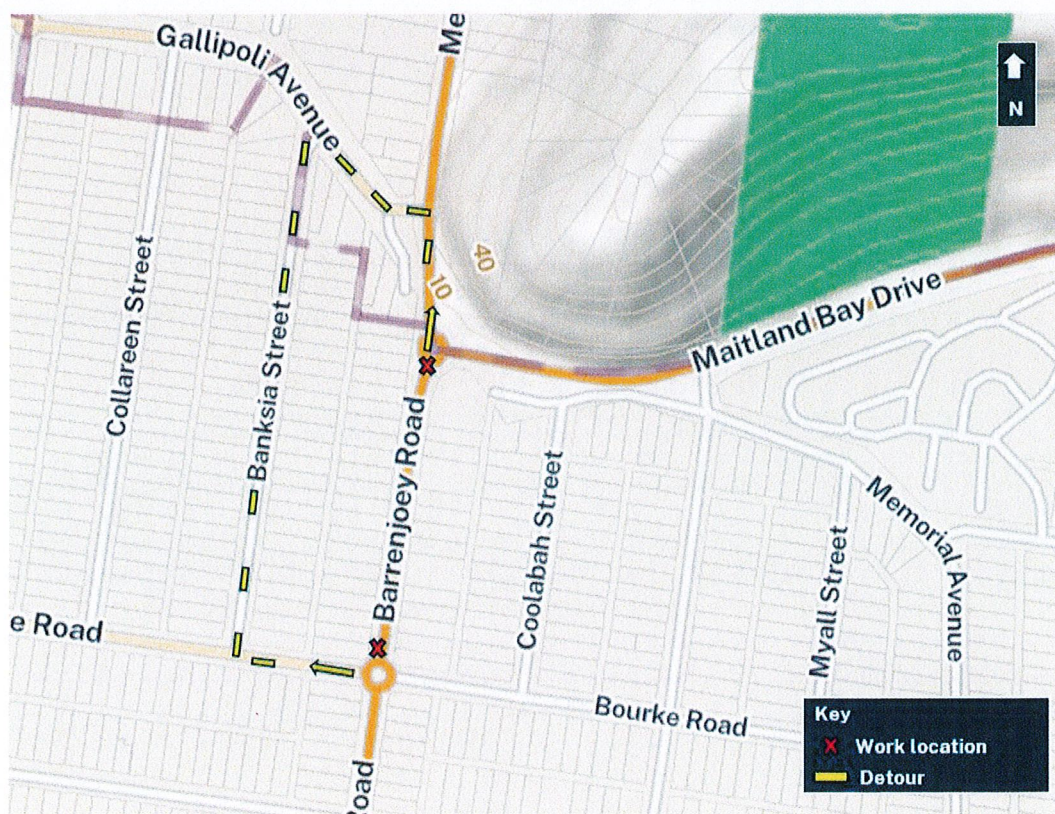 Gallipoli Avenue
Me
N
40
10
Collareen Street
Banksia Street
Barrenjoey Road
Maitland Bay Drive
Coolabah Street
Memorial Avenue
Myall Street
e Road
Bourke Road
Road
Key
Work location
Detour